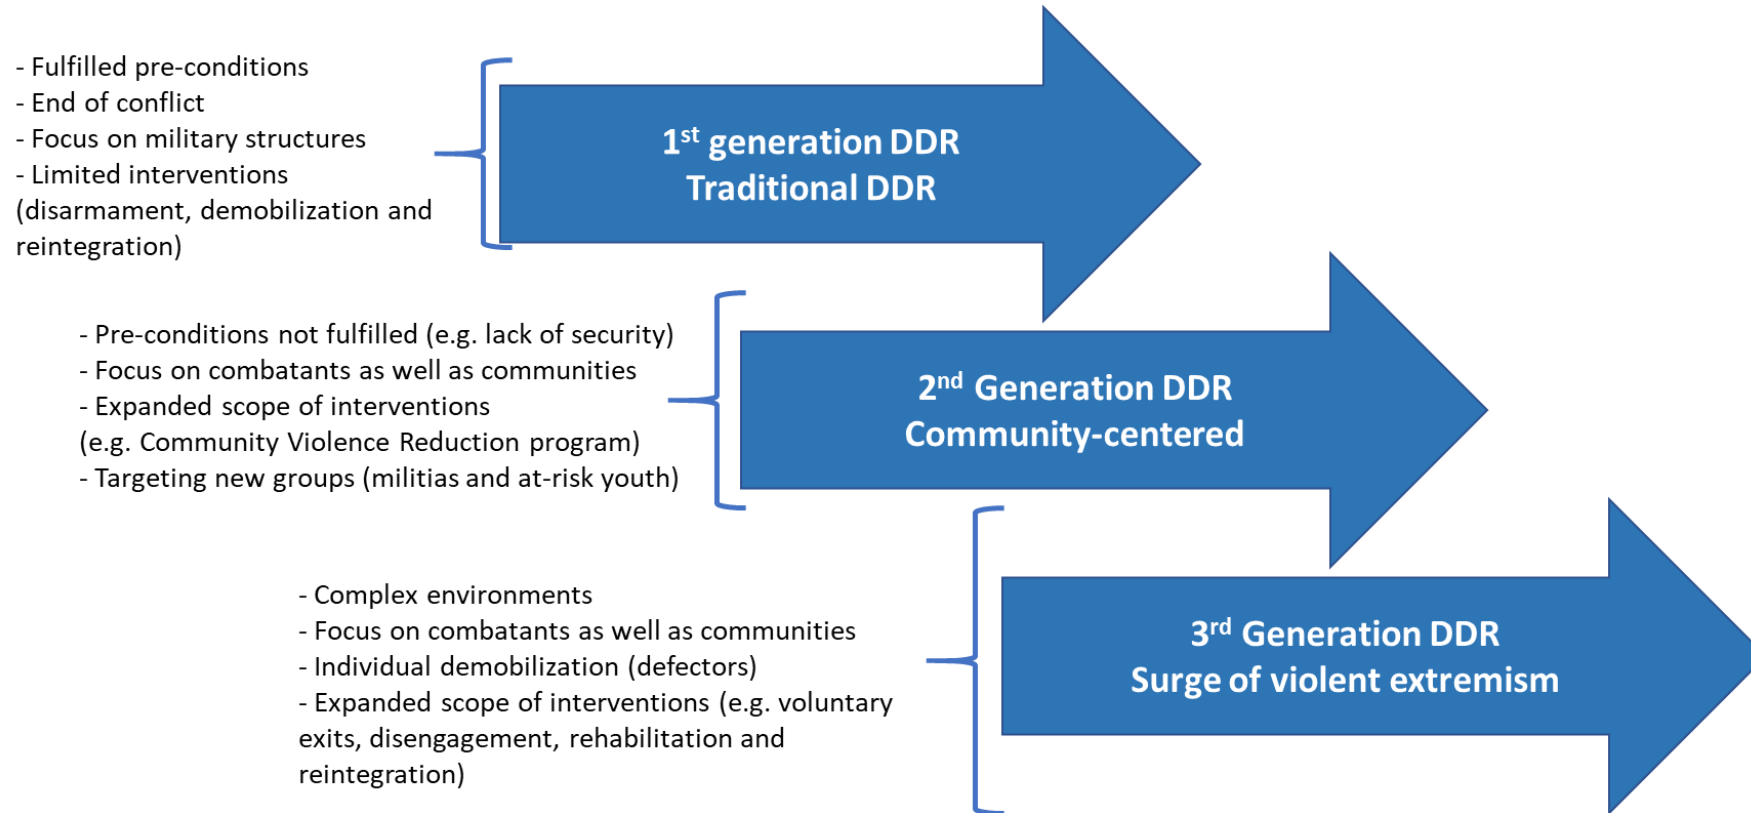 - Fulfilled pre-conditions
- End of conflict
- Focus on military structures
- Limited interventions
(disarmament, demobilization and
reintegration)
1st generation DDR
Traditional DDR
- Pre-conditions not fulfilled (e.g. lack of security)
- Focus on combatants as well as communities
- Expanded scope of interventions
(e.g. Community Violence Reduction program)
- Targeting new groups (militias and at-risk youth)
2nd Generation DDR
Community-centered
- Complex environments
- Focus on combatants as well as communities
- Individual demobilization (defectors)
- Expanded scope of interventions (e.g. voluntary
exits, disengagement, rehabilitation and
reintegration)
3rd Generation DDR
Surge of violent extremism